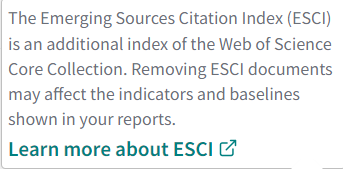 The Emerging Sources Citation Index (ESCI)
is an additional index of the Web of Science
Core Collection. Removing ESCI documents
may affect the indicators and baselines
shown in your reports.
Learn more about ESCI